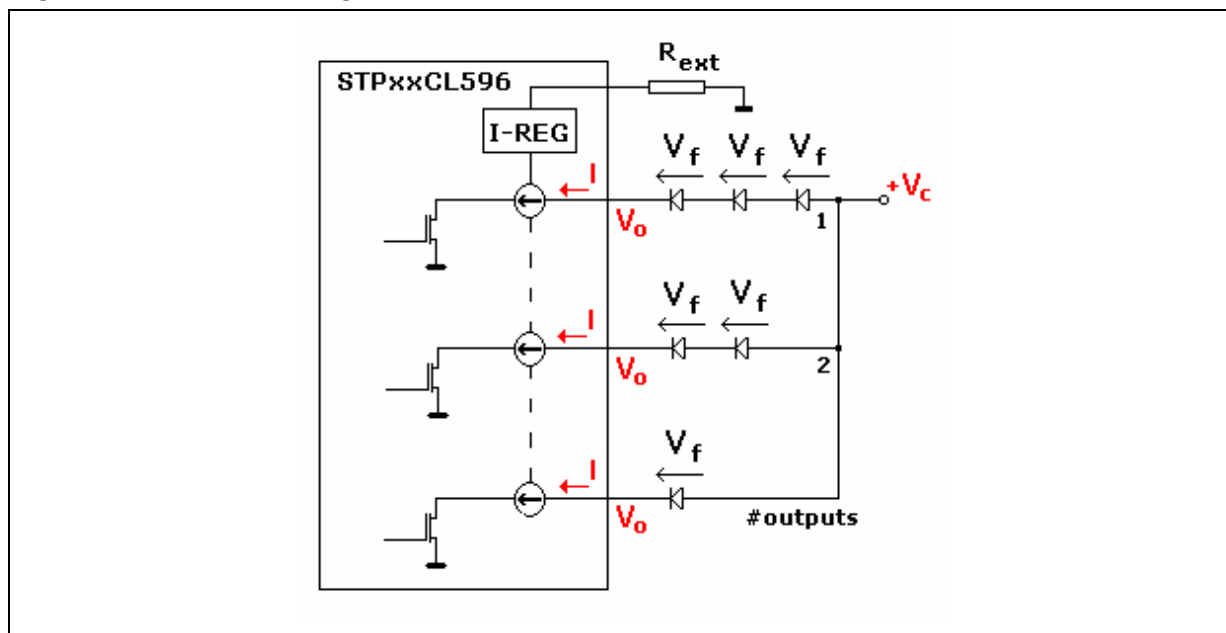 R_ext
STPxxCL596
I-REG
V_f V_f V_f
I
+V_c
V_o
1
V_f V_f
I
V_o
2
V_f
I
V_o
#outputs